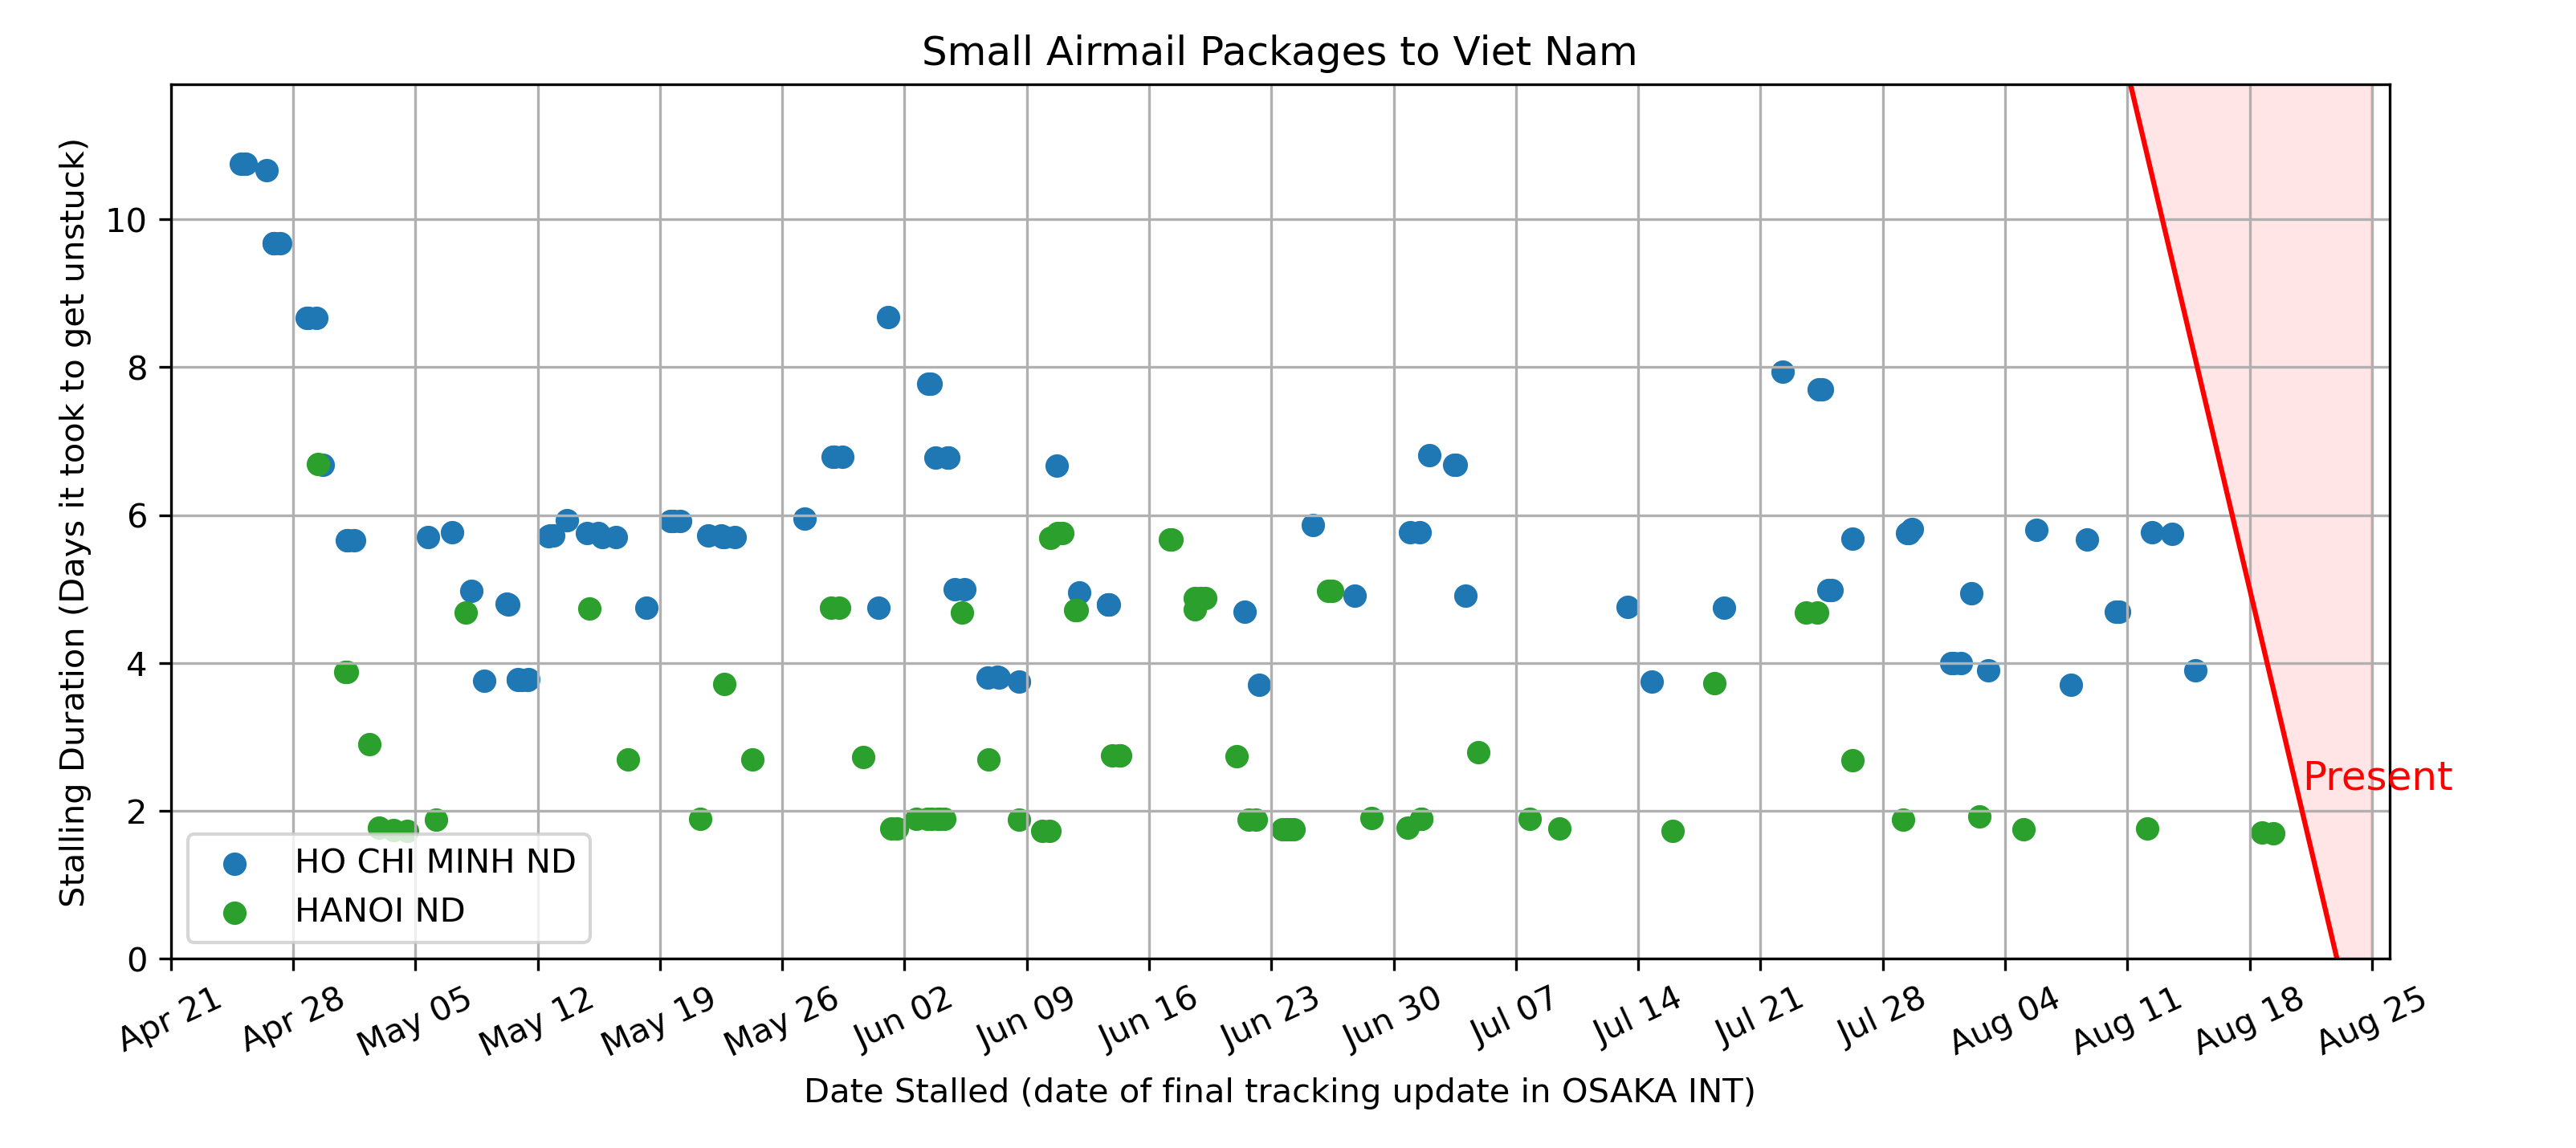 Small Airmail Packages to Viet Nam
Stalling Duration (Days it took to get unstuck)
10
8
6
4
2
0
Present
HO CHI MINH ND
HANOI ND
Apr 21
Apr 28
May 05
May 12
May 19
May 26
Jun 02
Jun 09
Jun 16
Jun 23
Jun 30
Jul 07
Jul 14
Jul 21
Jul 28
Aug 04
Aug 11
Aug 18
Aug 25
Date Stalled (date of final tracking update in OSAKA INT)